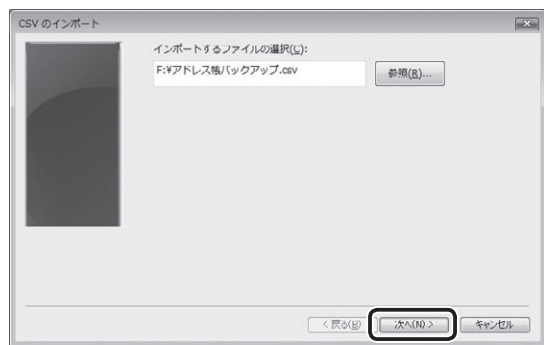 CSV のインポート
インポートするファイルの選択(C):
F:¥アドレス帳バックアップ.csv
参照(R)...
< 戻る(B)
次へ(N) >
キャンセル